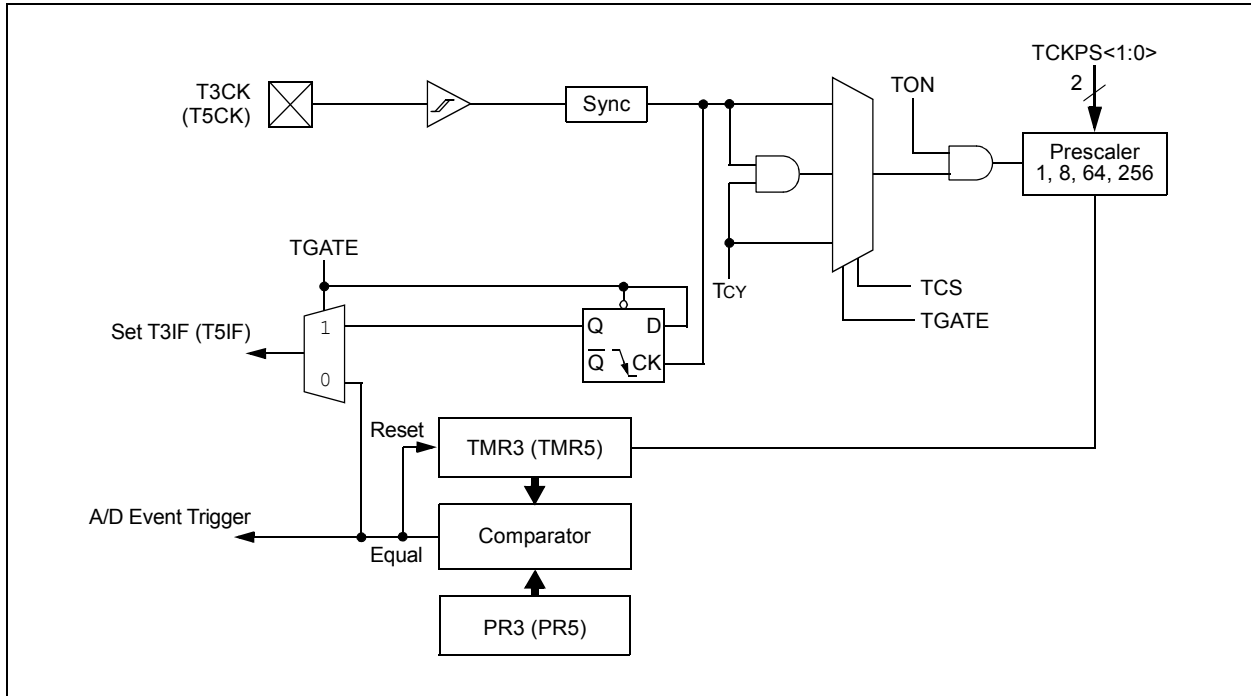 TCKPS<1:0>
2
T3CK
(T5CK)
Sync
TON
Prescaler
1, 8, 64, 256
TGATE
TCY
TCS
TGATE
Set T3IF (T5IF)
1
0
Q
D
Q
CK
Reset
TMR3 (TMR5)
A/D Event Trigger
Equal
Comparator
PR3 (PR5)